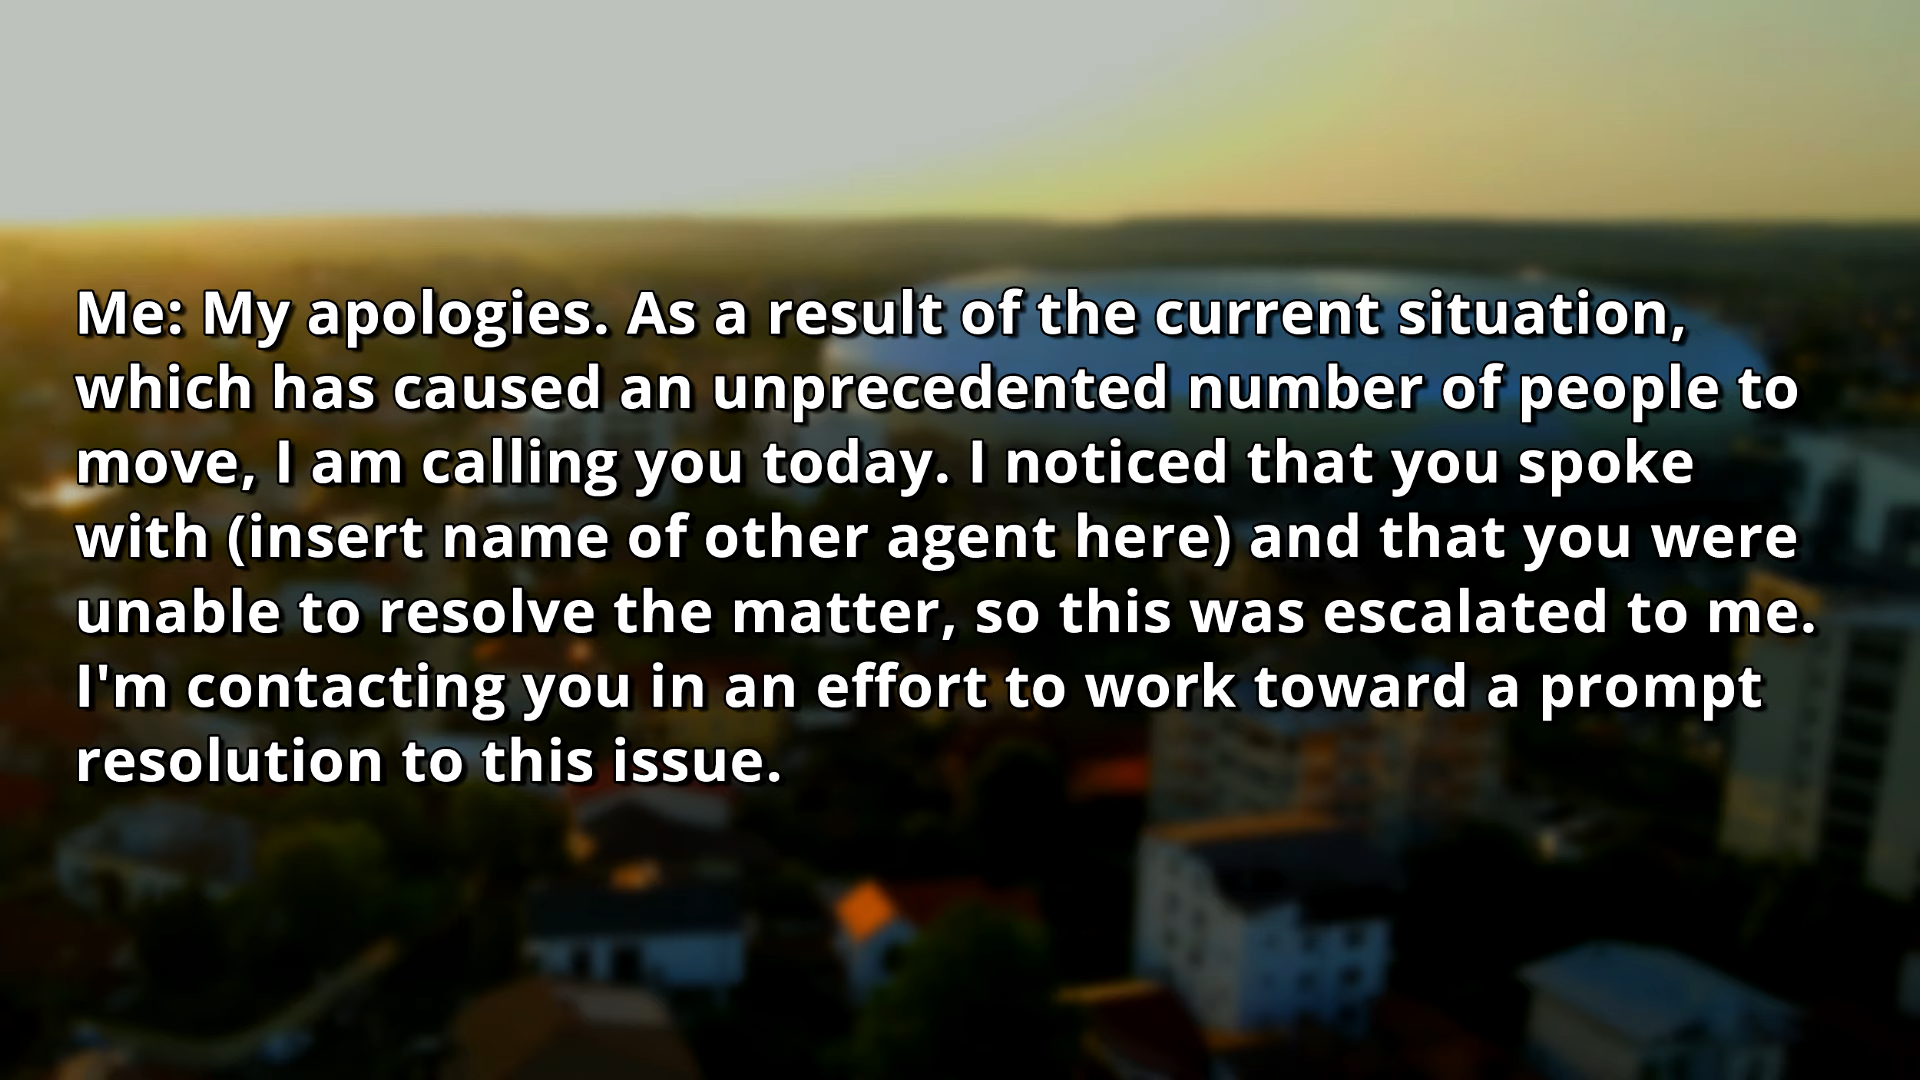 Me: My apologies. As a result of the current situation,
which has caused an unprecedented number of people to
move, I am calling you today. I noticed that you spoke
with (insert name of other agent here) and that you were
unable to resolve the matter, so this was escalated to me.
I'm contacting you in an effort to work toward a prompt
resolution to this issue.